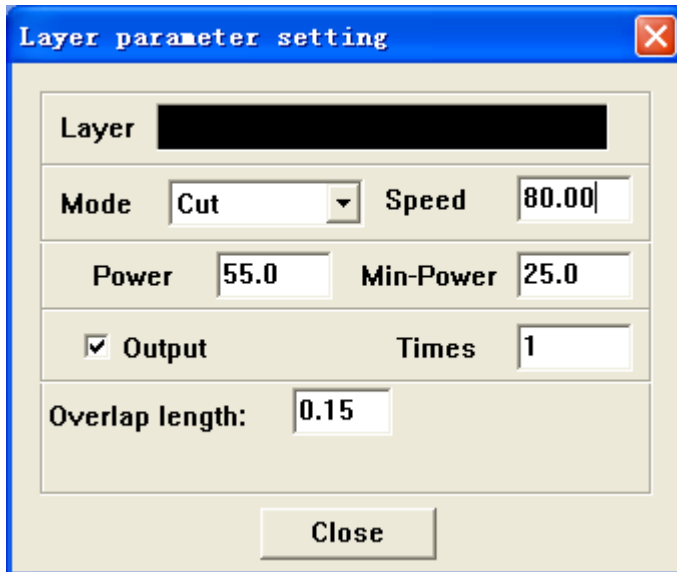 Layer parameter setting
Layer
Mode Cut Speed 80.00
Power 55.0 Min-Power 25.0
Output Times 1
Overlap length: 0.15
Close